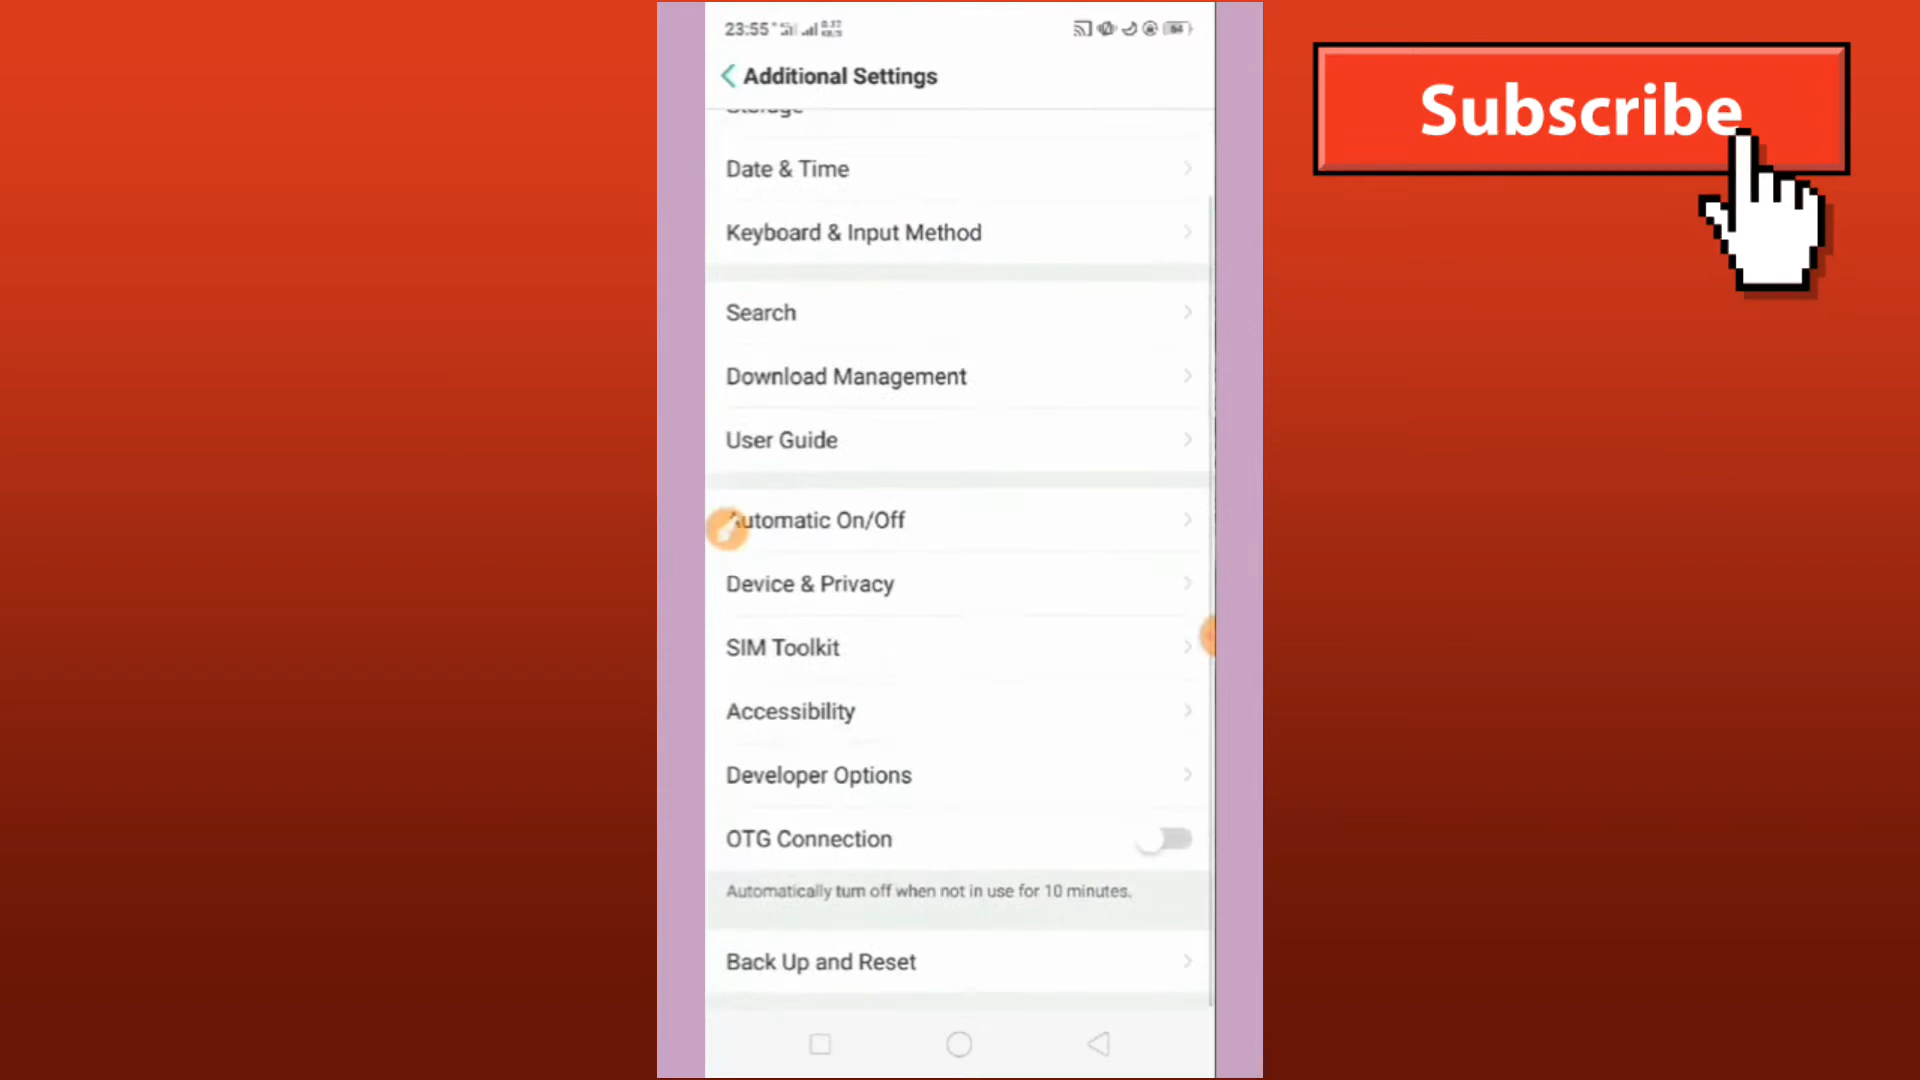 23:55
Additional Settings
Subscribe
Storage
Date & Time
Keyboard & Input Method
Search
Download Management
User Guide
Automatic On/Off
Device & Privacy
SIM Toolkit
Accessibility
Developer Options
OTG Connection
Automatically turn off when not in use for 10 minutes.
Back Up and Reset